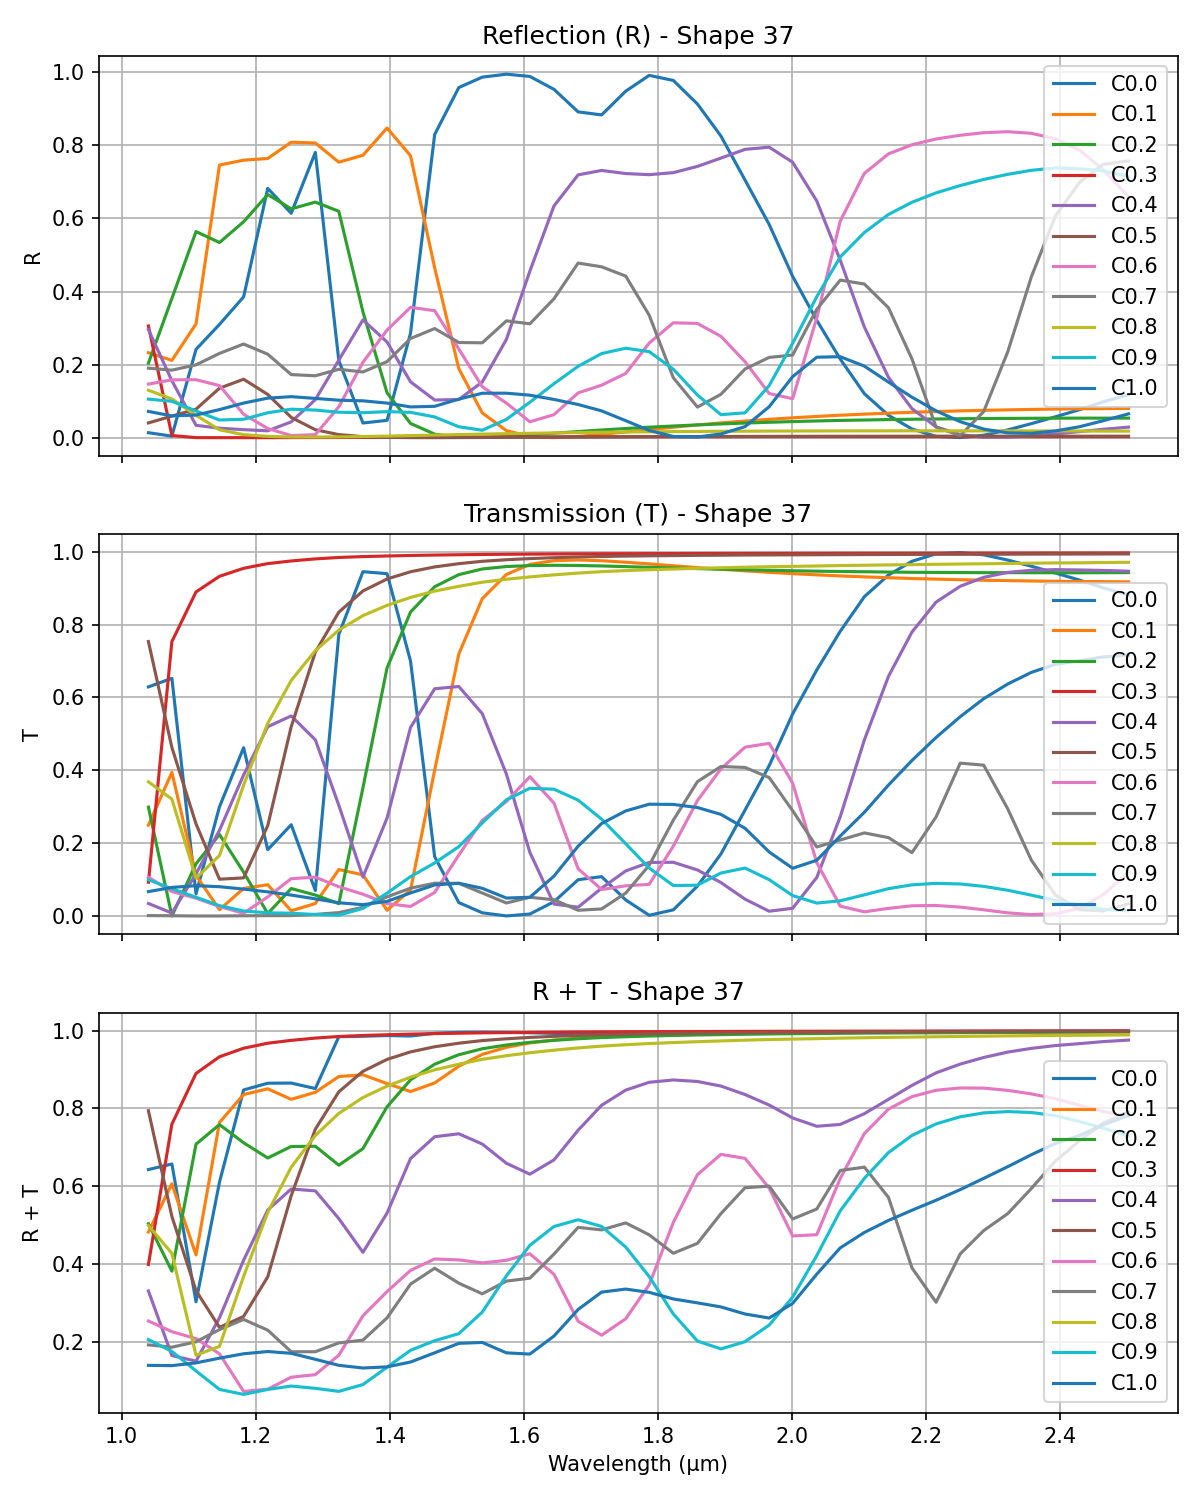 Reflection (R) - Shape 37
1.0
0.8
0.6
0.4
0.2
0.0
R
C0.0
C0.1
C0.2
C0.3
C0.4
C0.5
C0.6
C0.7
C0.8
C0.9
C1.0
Transmission (T) - Shape 37
1.0
0.8
0.6
0.4
0.2
0.0
T
C0.0
C0.1
C0.2
C0.3
C0.4
C0.5
C0.6
C0.7
C0.8
C0.9
C1.0
R + T - Shape 37
1.0
0.8
0.6
0.4
0.2
R + T
C0.0
C0.1
C0.2
C0.3
C0.4
C0.5
C0.6
C0.7
C0.8
C0.9
C1.0
1.0 1.2 1.4 1.6 1.8 2.0 2.2 2.4
Wavelength (μm)